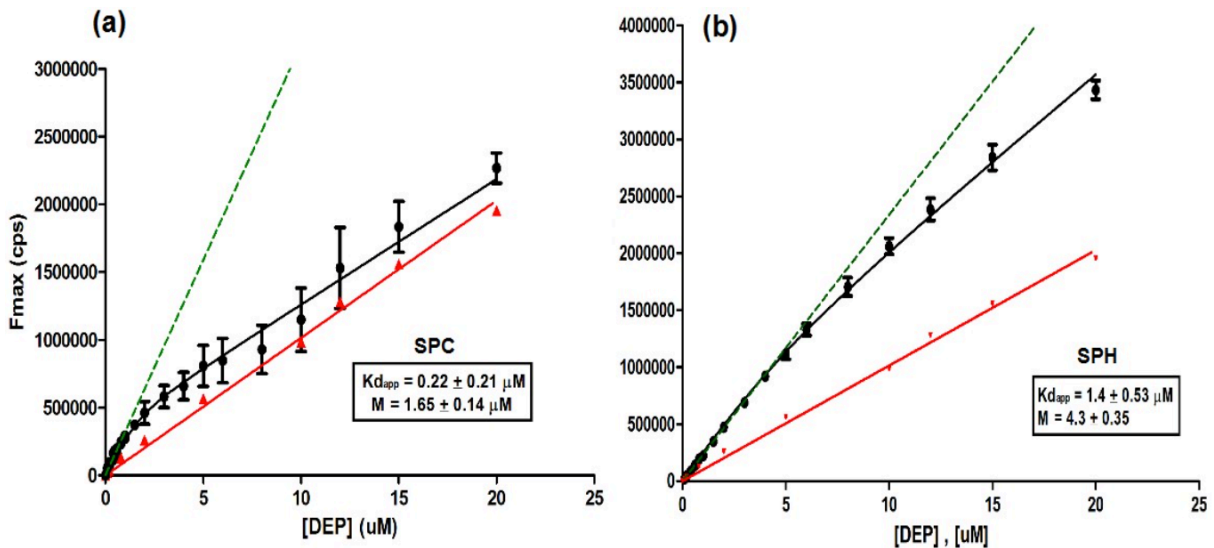 (a)
3000000
2500000
2000000
1500000
1000000
500000
0
Fmax (cps)
0 5 10 15 20 25
[DEP] (uM)
SPC
Kdapp = 0.22 ± 0.21 µM
M = 1.65 ± 0.14 µM
(b)
4000000
3500000
3000000
2500000
2000000
1500000
1000000
500000
0
0 5 10 15 20 25
[DEP] , [uM]
SPH
Kdapp = 1.4 ± 0.53 µM
M = 4.3 + 0.35